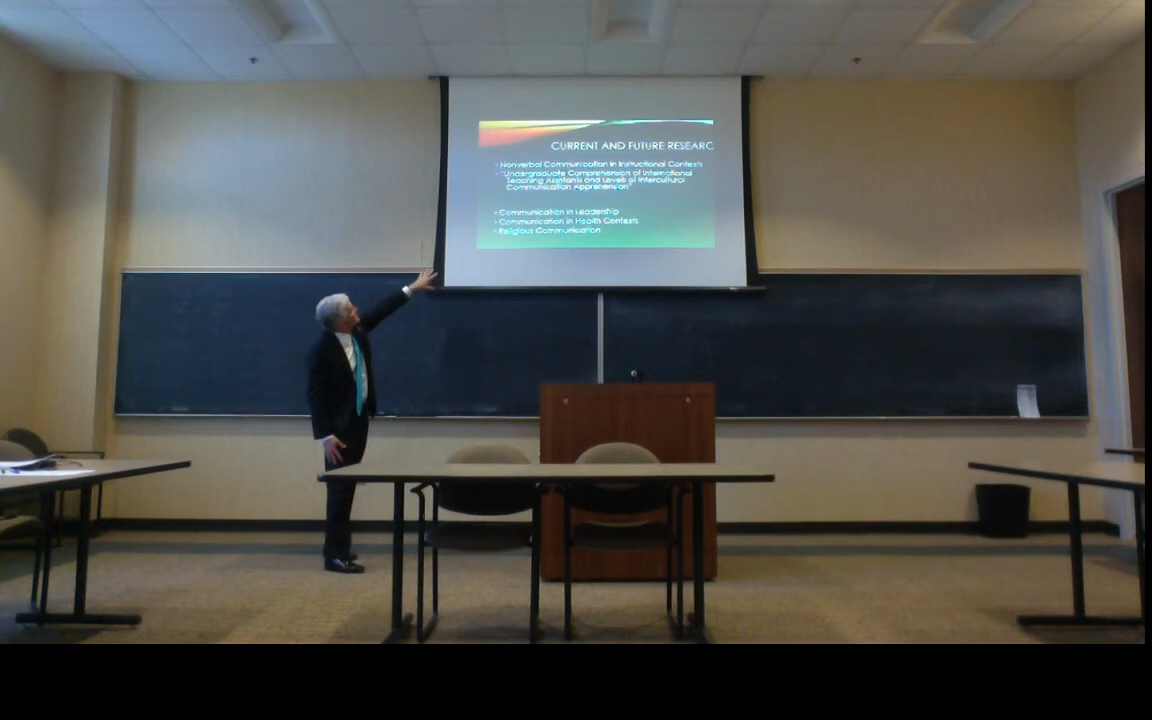 CURRENT AND FUTURE RESEARC
Nonverbal Communication in Instructional Contexts
"Undergraduate Comprehension of International
Teaching Assistants and Levels of Intercultural
Communication Apprehension"
Communication in Leadership
Communication in Health Contexts
Religious Communication